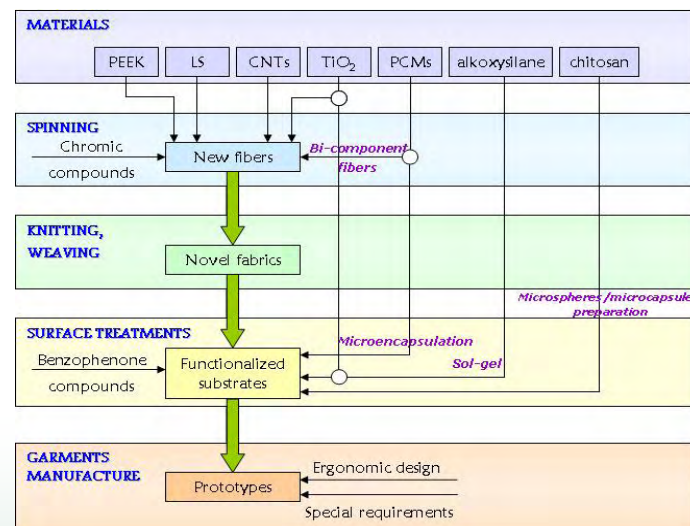 MATERIALS
PEEK
LS
CNTs
TiO2
PCMs
alkoxysilane
chitosan
SPINNING
Chromic
compounds
New fibers
Bi-component
fibers
KNITTING,
WEAVING
Novel fabrics
Microspheres/microcapsule
preparation
SURFACE TREATMENTS
Benzophenone
compounds
Functionalized
substrates
Microencapsulation
Sol-gel
GARMENTS
MANUFACTURE
Prototypes
Ergonomic design
Special requirements